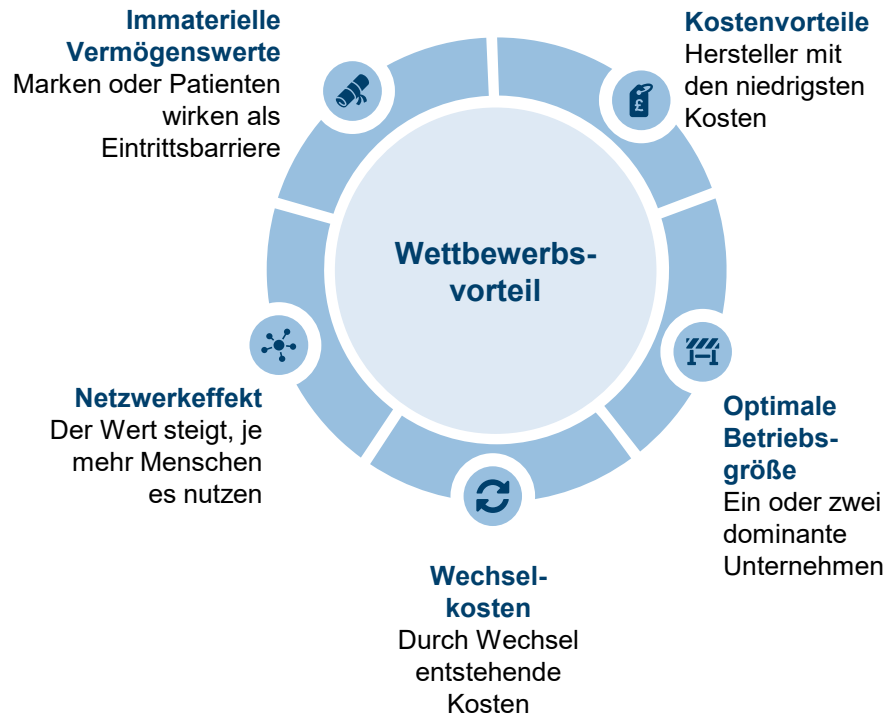 Immaterielle
Vermögenswerte
Marken oder Patienten
wirken als
Eintrittsbarriere
Kostenvorteile
Hersteller mit
den niedrigsten
Kosten
£
Wettbewerbs-
vorteil
Netzwerkeffekt
Der Wert steigt, je
mehr Menschen
es nutzen
Optimale
Betriebs-
größe
Ein oder zwei
dominante
Unternehmen
Wechsel-
kosten
Durch Wechsel
entstehende
Kosten